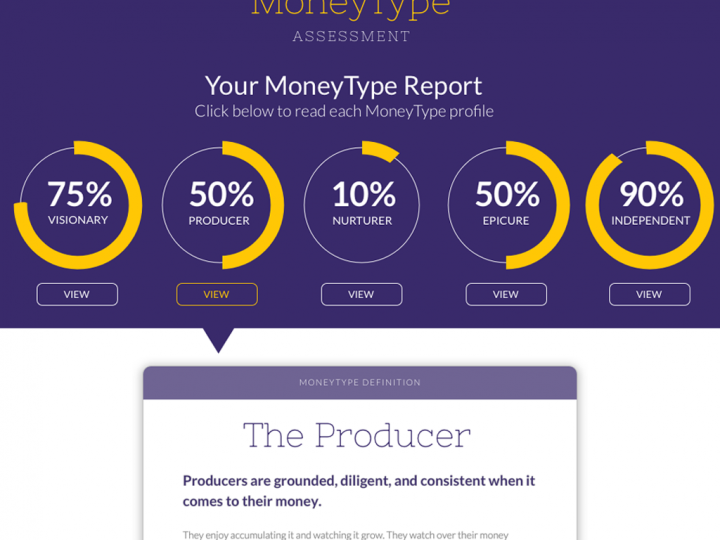 MoneyType
ASSESSMENT
Your MoneyType Report
Click below to read each MoneyType profile
75% 50% 10% 50% 90%
VISIONARY PRODUCER NURTURER EPICURE INDEPENDENT
VIEW VIEW VIEW VIEW VIEW
MONEYTYPE DEFINITION
The Producer
Producers are grounded, diligent, and consistent when it
comes to their money.
They enjoy accumulating it and watching it grow. They watch over their money